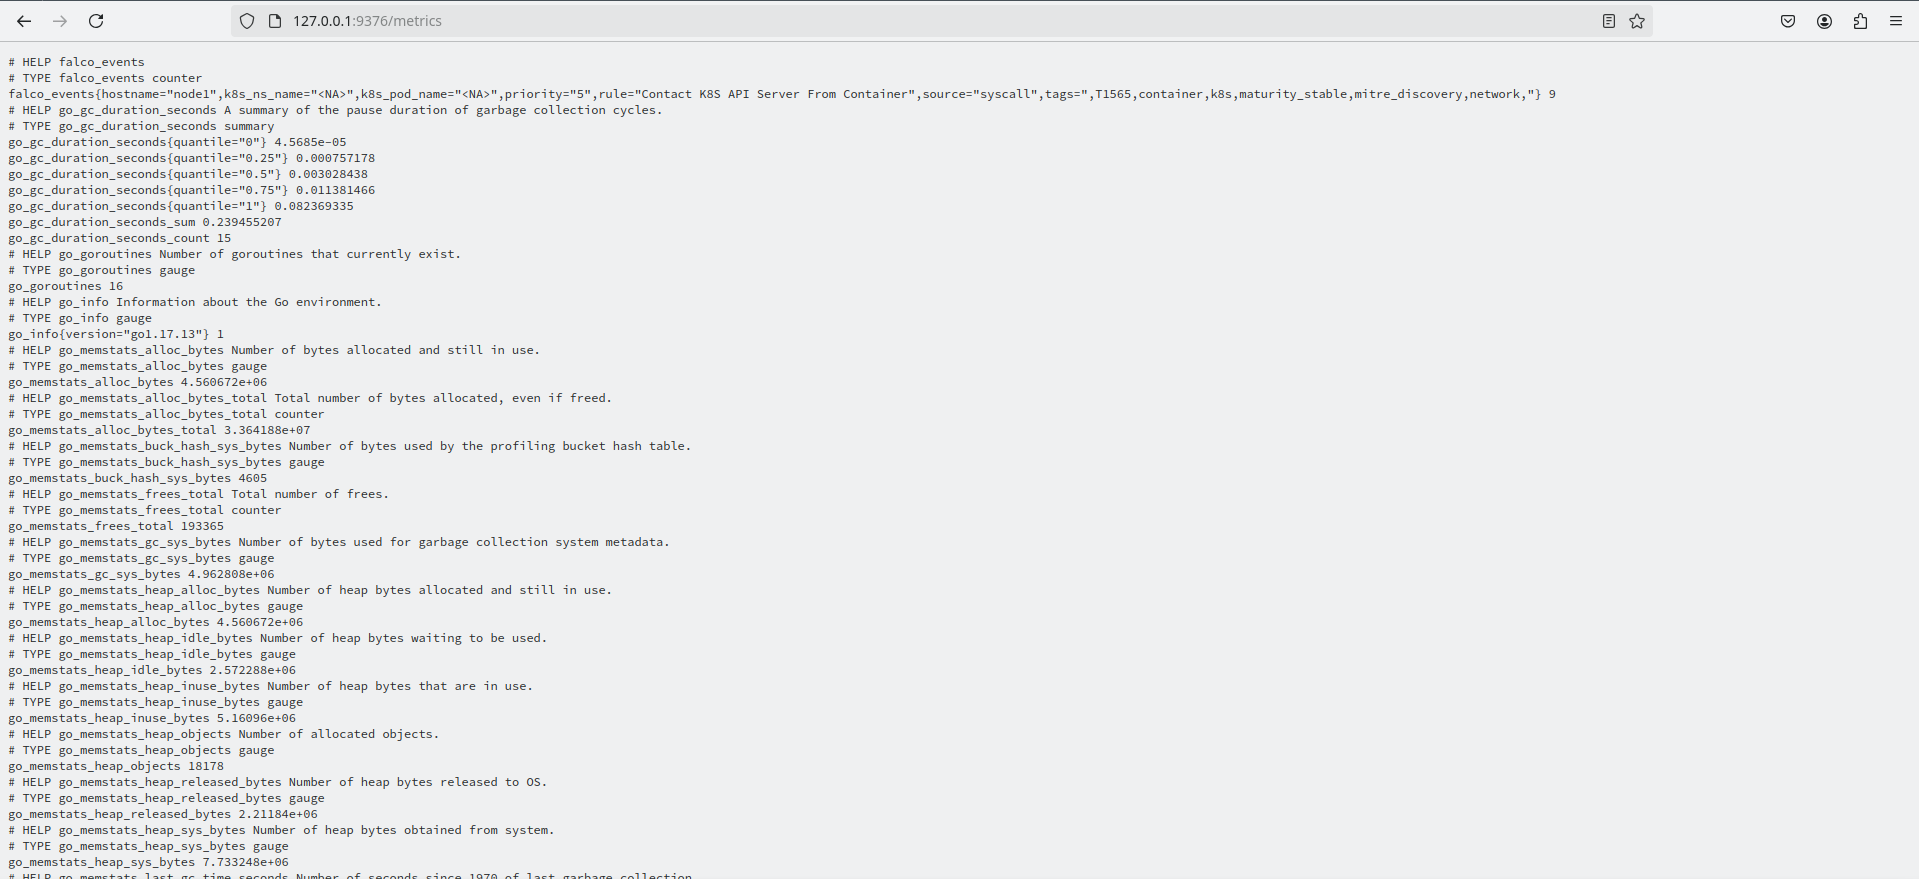 127.0.0.1:9376/metrics
# HELP falco_events
# TYPE falco_events counter
falco_events{hostname="node1",k8s_ns_name="<NA>",k8s_pod_name="<NA>",priority="5",rule="Contact K8S API Server From Container",source="syscall",tags=",T1565,container,k8s,maturity_stable,mitre_discovery,network,"} 9
# HELP go_gc_duration_seconds A summary of the pause duration of garbage collection cycles.
# TYPE go_gc_duration_seconds summary
go_gc_duration_seconds{quantile="0"} 4.5685e-05
go_gc_duration_seconds{quantile="0.25"} 0.000757178
go_gc_duration_seconds{quantile="0.5"} 0.003028438
go_gc_duration_seconds{quantile="0.75"} 0.011381466
go_gc_duration_seconds{quantile="1"} 0.082369335
go_gc_duration_seconds_sum 0.239455207
go_gc_duration_seconds_count 15
# HELP go_goroutines Number of goroutines that currently exist.
# TYPE go_goroutines gauge
go_goroutines 16
# HELP go_info Information about the Go environment.
# TYPE go_info gauge
go_info{version="go1.17.13"} 1
# HELP go_memstats_alloc_bytes Number of bytes allocated and still in use.
# TYPE go_memstats_alloc_bytes gauge
go_memstats_alloc_bytes 4.560672e+06
# HELP go_memstats_alloc_bytes_total Total number of bytes allocated, even if freed.
# TYPE go_memstats_alloc_bytes_total counter
go_memstats_alloc_bytes_total 3.364188e+07
# HELP go_memstats_buck_hash_sys_bytes Number of bytes used by the profiling bucket hash table.
# TYPE go_memstats_buck_hash_sys_bytes gauge
go_memstats_buck_hash_sys_bytes 4605
# HELP go_memstats_frees_total Total number of frees.
# TYPE go_memstats_frees_total counter
go_memstats_frees_total 193365
# HELP go_memstats_gc_sys_bytes Number of bytes used for garbage collection system metadata.
# TYPE go_memstats_gc_sys_bytes gauge
go_memstats_gc_sys_bytes 4.962808e+06
# HELP go_memstats_heap_alloc_bytes Number of heap bytes allocated and still in use.
# TYPE go_memstats_heap_alloc_bytes gauge
go_memstats_heap_alloc_bytes 4.560672e+06
# HELP go_memstats_heap_idle_bytes Number of heap bytes waiting to be used.
# TYPE go_memstats_heap_idle_bytes gauge
go_memstats_heap_idle_bytes 2.572288e+06
# HELP go_memstats_heap_inuse_bytes Number of heap bytes that are in use.
# TYPE go_memstats_heap_inuse_bytes gauge
go_memstats_heap_inuse_bytes 5.16096e+06
# HELP go_memstats_heap_objects Number of allocated objects.
# TYPE go_memstats_heap_objects gauge
go_memstats_heap_objects 18178
# HELP go_memstats_heap_released_bytes Number of heap bytes released to OS.
# TYPE go_memstats_heap_released_bytes gauge
go_memstats_heap_released_bytes 2.21184e+06
# HELP go_memstats_heap_sys_bytes Number of heap bytes obtained from system.
# TYPE go_memstats_heap_sys_bytes gauge
go_memstats_heap_sys_bytes 7.733248e+06
# HELP go_memstats_last_gc_time_seconds Number of seconds since 1970 of last garbage collection.